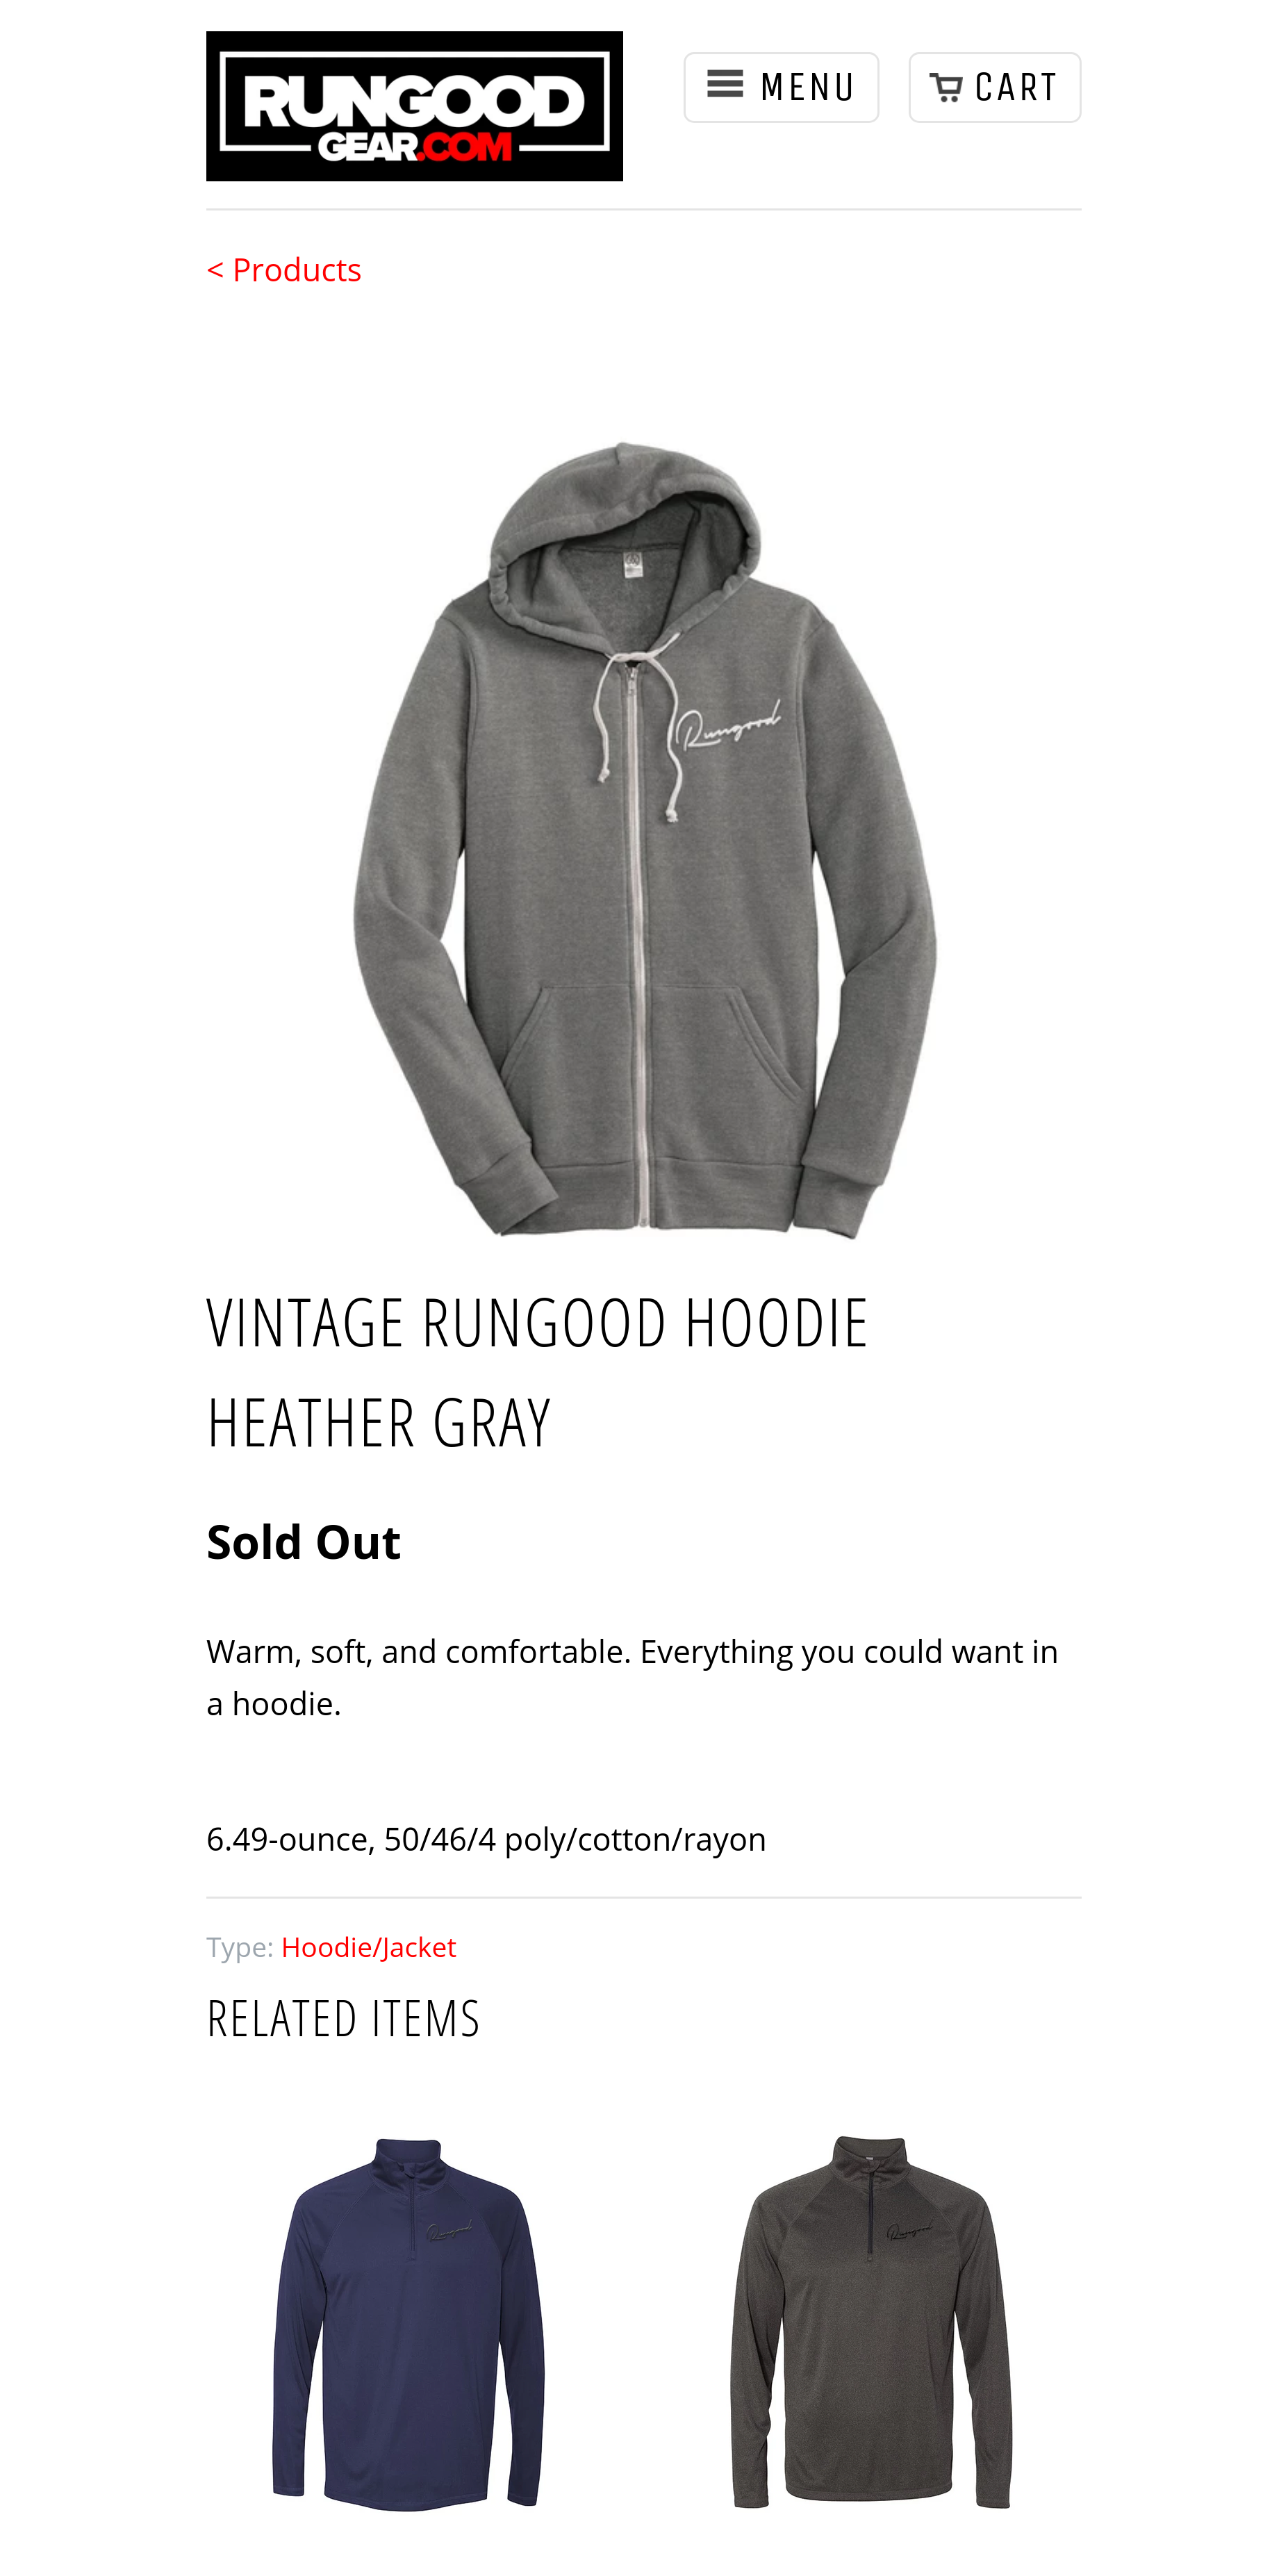 RUNGOOD
GEAR.COM
MENU
CART
< Products
Rungood
VINTAGE RUNGOOD HOODIE
HEATHER GRAY
Sold Out
Warm, soft, and comfortable. Everything you could want in
a hoodie.
6.49-ounce, 50/46/4 poly/cotton/rayon
Type: Hoodie/Jacket
RELATED ITEMS
Rungood
Rungood